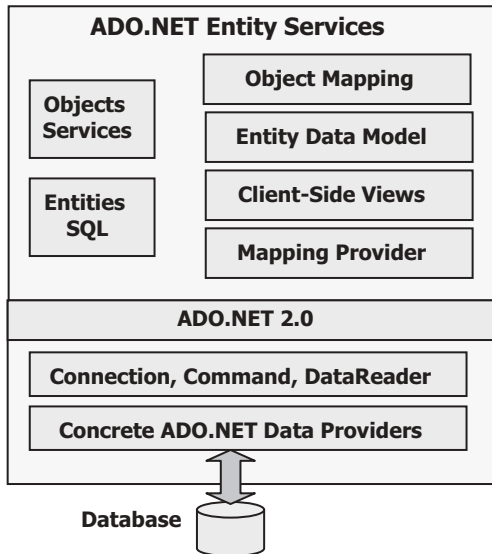 ADO.NET Entity Services
Objects
Services
Entities
SQL
Object Mapping
Entity Data Model
Client-Side Views
Mapping Provider
ADO.NET 2.0
Connection, Command, DataReader
Concrete ADO.NET Data Providers
Database